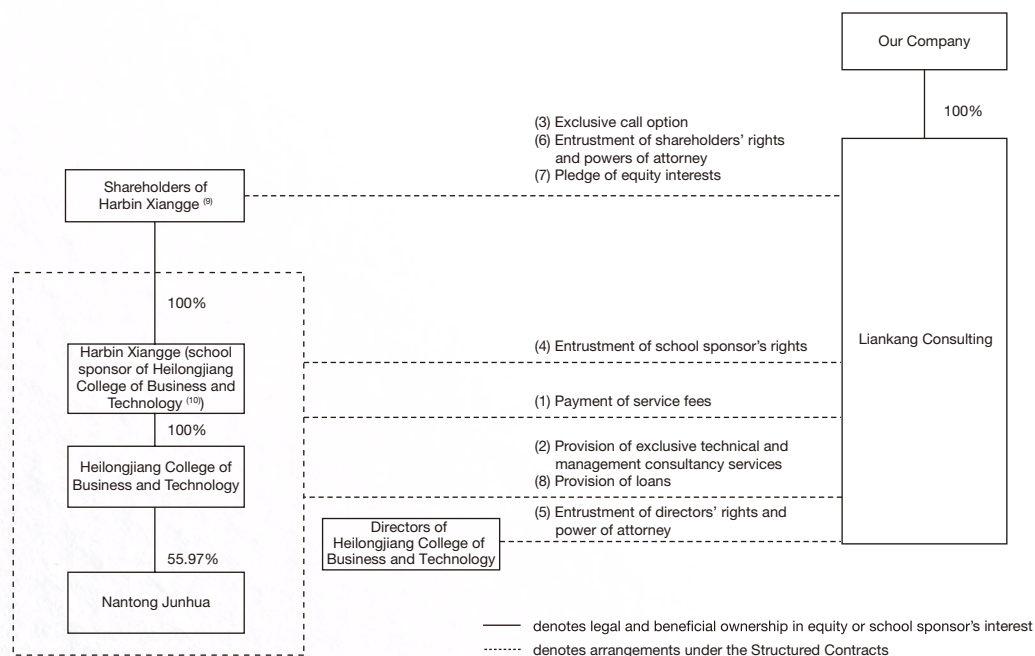 Our Company
100%
(3) Exclusive call option
(6) Entrustment of shareholders’ rights
and powers of attorney
(7) Pledge of equity interests
Shareholders of
Harbin Xiangge (9)
100%
Liankang Consulting
Harbin Xiangge (school
sponsor of Heilongjiang
College of Business and
Technology (10))
(4) Entrustment of school sponsor’s rights
(1) Payment of service fees
100%
Heilongjiang College of
Business and Technology
(2) Provision of exclusive technical and
management consultancy services
(8) Provision of loans
(5) Entrustment of directors’ rights and
power of attorney
Directors of
Heilongjiang College of
Business and Technology
55.97%
Nantong Junhua
denotes legal and beneficial ownership in equity or school sponsor’s interest
denotes arrangements under the Structured Contracts